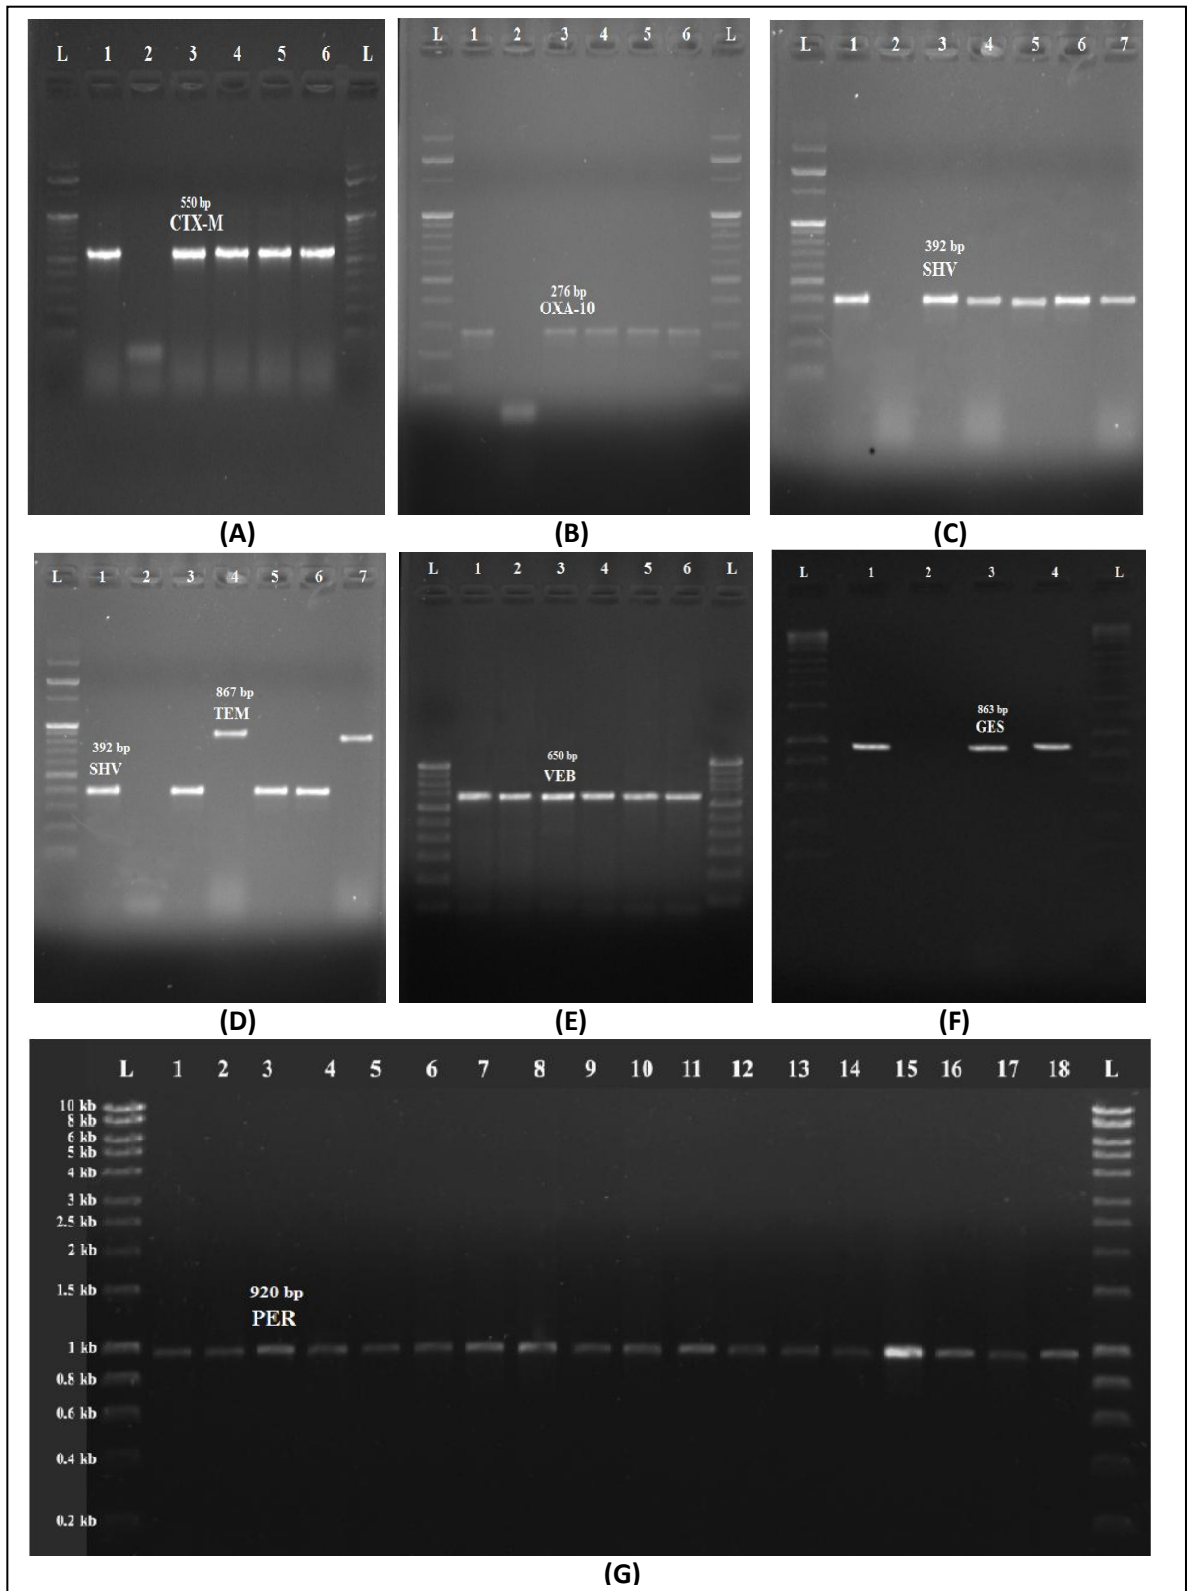 L 1 2 3 4 5 6 L
550 bp
CTX-M
(A)
L 1 2 3 4 5 6 L
276 bp
OXA-10
(B)
L 1 2 3 4 5 6 7
392 bp
SHV
(C)
L 1 2 3 4 5 6 7
867 bp
TEM
392 bp
SHV
(D)
L 1 2 3 4 5 6 L
650 bp
VEB
(E)
L 1 2 3 4 L
863 bp
GES
(F)
L 1 2 3 4 5 6 7 8 9 10 11 12 13 14 15 16 17 18 L
10 kb
8 kb
6 kb
5 kb
4 kb
3 kb
2.5 kb
2 kb
1.5 kb
920 bp
PER
1 kb
0.8 kb
0.6 kb
0.4 kb
0.2 kb
(G)